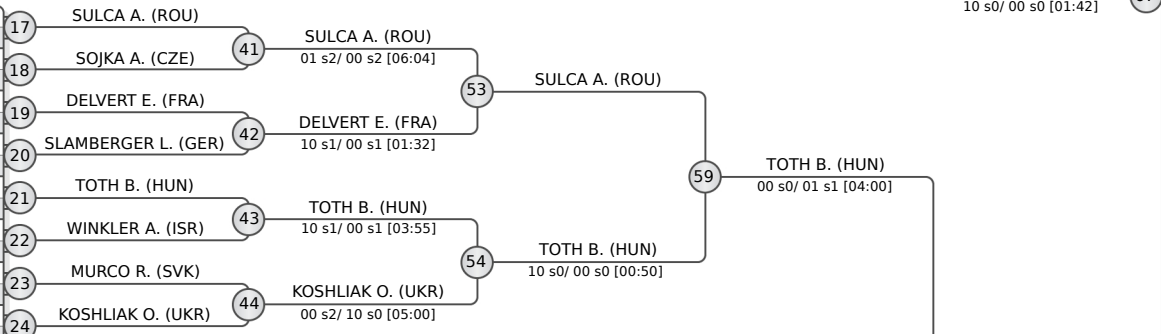 10 s0/ 00 s0 [01:42]
SULCA A. (ROU)
17
SULCA A. (ROU)
41
01 s2/ 00 s2 [06:04]
SOJKA A. (CZE)
18
SULCA A. (ROU)
53
DELVERT E. (FRA)
19
DELVERT E. (FRA)
42
10 s1/ 00 s1 [01:32]
SLAMBERGER L. (GER)
20
TOTH B. (HUN)
59
00 s0/ 01 s1 [04:00]
TOTH B. (HUN)
21
TOTH B. (HUN)
43
10 s1/ 00 s1 [03:55]
WINKLER A. (ISR)
22
TOTH B. (HUN)
54
10 s0/ 00 s0 [00:50]
MURCO R. (SVK)
23
KOSHLIAK O. (UKR)
44
00 s2/ 10 s0 [05:00]
KOSHLIAK O. (UKR)
24